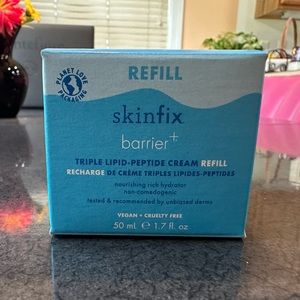 REFILL
PLANET LOVE
PACKAGING
skinfix
barrier+
TRIPLE LIPID-PEPTIDE CREAM REFILL
RECHARGE DE CRÈME TRIPLES LIPIDES-PEPTIDES
nourishing rich hydrator
non-comedogenic
tested & recommended by unbiased derms
VEGAN + CRUELTY FREE
50 mL ℮ 1.7 fl. oz